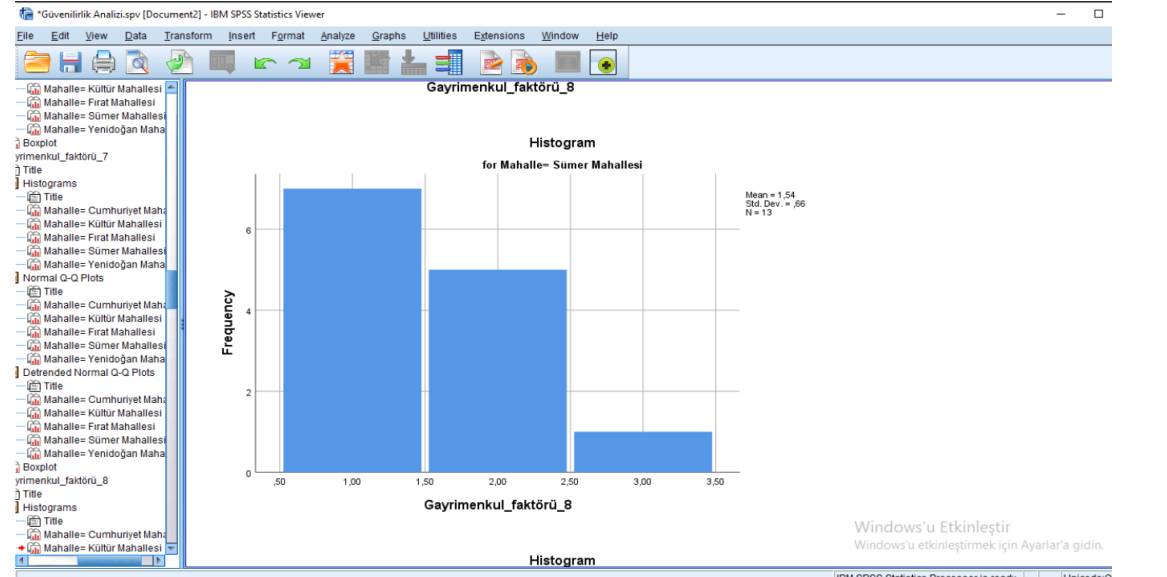 *Güvenilirlik Analizi.spv [Document2] - IBM SPSS Statistics Viewer
File Edit View Data Transform Insert Format Analyze Graphs Utilities Extensions Window Help
Mahalle= Kültür Mahallesi
Mahalle= Fırat Mahallesi
Mahalle= Sümer Mahallesi
Mahalle= Yenidoğan Maha
Boxplot
yrimenkul_faktörü_7
Title
Histograms
Title
Mahalle= Cumhuriyet Maha
Mahalle= Kültür Mahallesi
Mahalle= Fırat Mahallesi
Mahalle= Sümer Mahallesi
Mahalle= Yenidoğan Maha
Normal Q-Q Plots
Title
Mahalle= Cumhuriyet Maha
Mahalle= Kültür Mahallesi
Mahalle= Fırat Mahallesi
Mahalle= Sümer Mahallesi
Mahalle= Yenidoğan Maha
Detrended Normal Q-Q Plots
Title
Mahalle= Cumhuriyet Maha
Mahalle= Kültür Mahallesi
Mahalle= Fırat Mahallesi
Mahalle= Sümer Mahallesi
Mahalle= Yenidoğan Maha
Boxplot
yrimenkul_faktörü_8
Title
Histograms
Title
Mahalle= Cumhuriyet Maha
Mahalle= Kültür Mahallesi
Gayrimenkul_faktörü_8
Histogram
for Mahalle= Sümer Mahallesi
Mean = 1,54
Std. Dev. = ,66
N = 13
Frequency
6
4
2
0
,50 1,00 1,50 2,00 2,50 3,00 3,50
Gayrimenkul_faktörü_8
Histogram
Windows'u Etkinleştir
Windows'u etkinleştirmek için Ayarlar'a gidin.
IBM SPSS Statistics Processor is ready